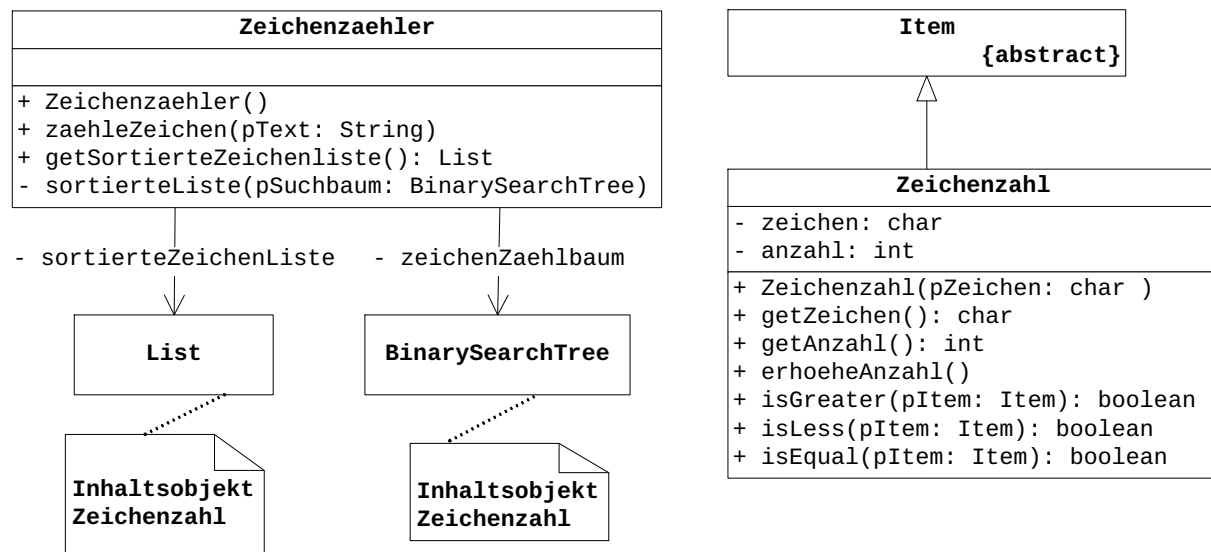 Zeichenzaehler
+ Zeichenzaehler()
+ zaehleZeichen(pText: String)
+ getSortierteZeichenliste(): List
- sortierteListe(pSuchbaum: BinarySearchTree)
- sortierteZeichenListe
- zeichenZaehlbaum
List
BinarySearchTree
Inhaltsobjekt
Zeichenzahl
Inhaltsobjekt
Zeichenzahl
Item
{abstract}
Zeichenzahl
- zeichen: char
- anzahl: int
+ Zeichenzahl(pZeichen: char )
+ getZeichen(): char
+ getAnzahl(): int
+ erhoeheAnzahl()
+ isGreater(pItem: Item): boolean
+ isLess(pItem: Item): boolean
+ isEqual(pItem: Item): boolean